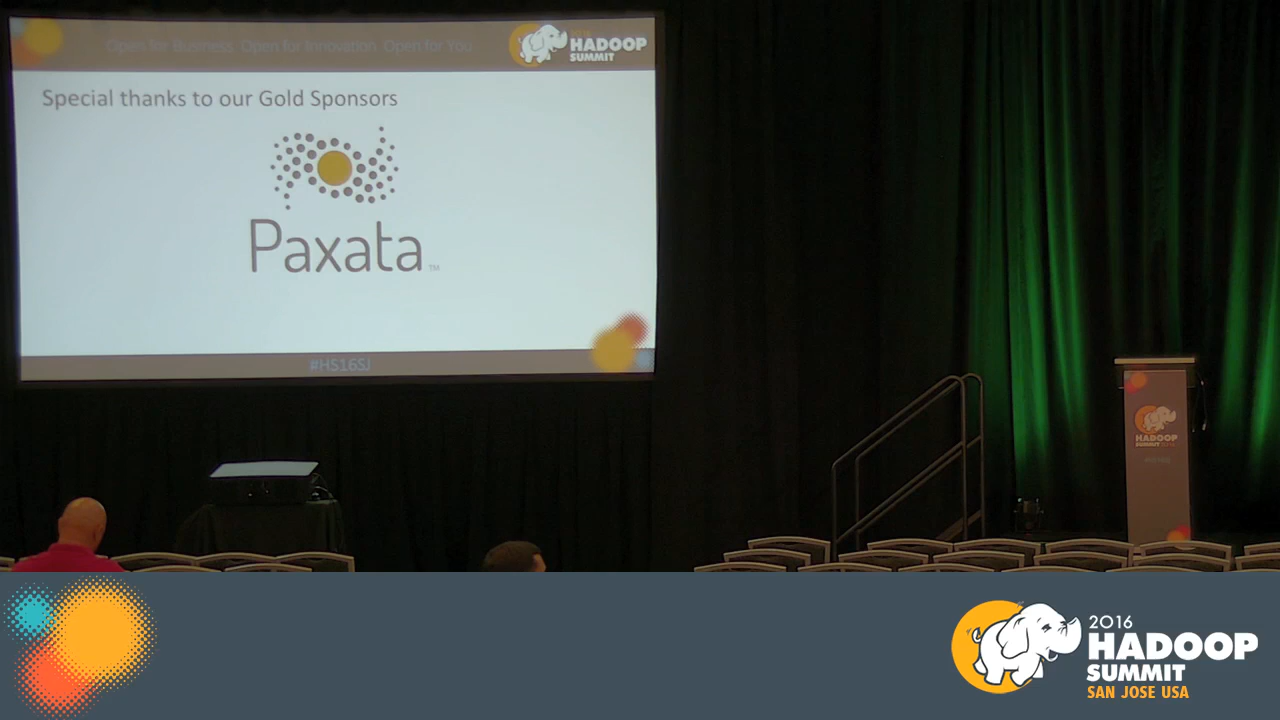 Open for Business Open for Innovation Open for You
HADOOP
SUMMIT
Special thanks to our Gold Sponsors
Paxata
TM
#HS16SJ
HADOOP
SUMMIT
2016
HADOOP
SUMMIT
SAN JOSE USA